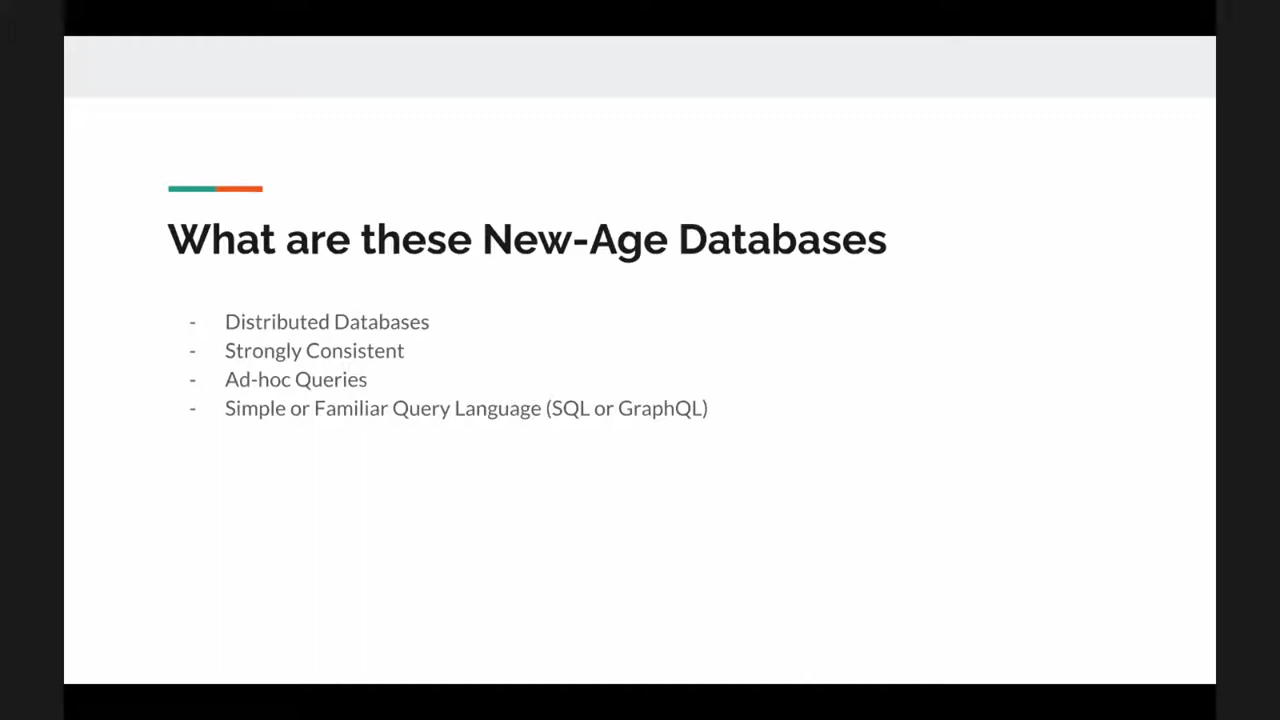 What are these New-Age Databases
- Distributed Databases
- Strongly Consistent
- Ad-hoc Queries
- Simple or Familiar Query Language (SQL or GraphQL)